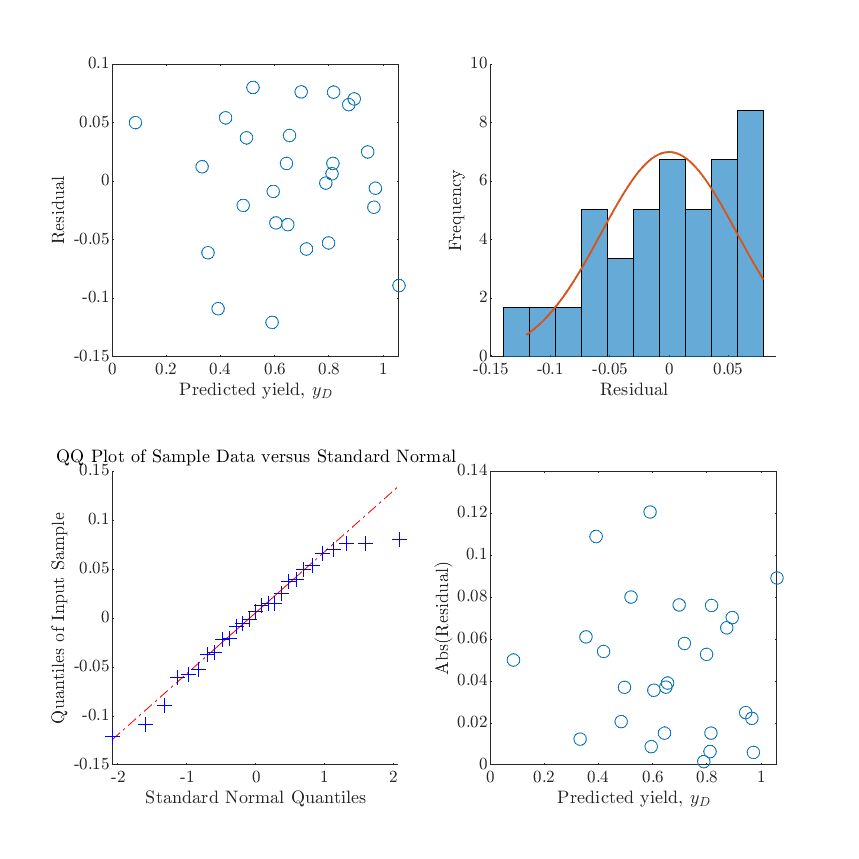 0.1
0.05
0
-0.05
-0.1
-0.15
0 0.2 0.4 0.6 0.8 1
Residual
Predicted yield, y_D
10
8
6
4
2
0
-0.15 -0.1 -0.05 0 0.05
Frequency
Residual
QQ Plot of Sample Data versus Standard Normal
0.15
0.1
0.05
0
-0.05
-0.1
-0.15
-2 -1 0 1 2
Quantiles of Input Sample
Standard Normal Quantiles
0.14
0.12
0.1
0.08
0.06
0.04
0.02
0
0 0.2 0.4 0.6 0.8 1
Abs(Residual)
Predicted yield, y_D